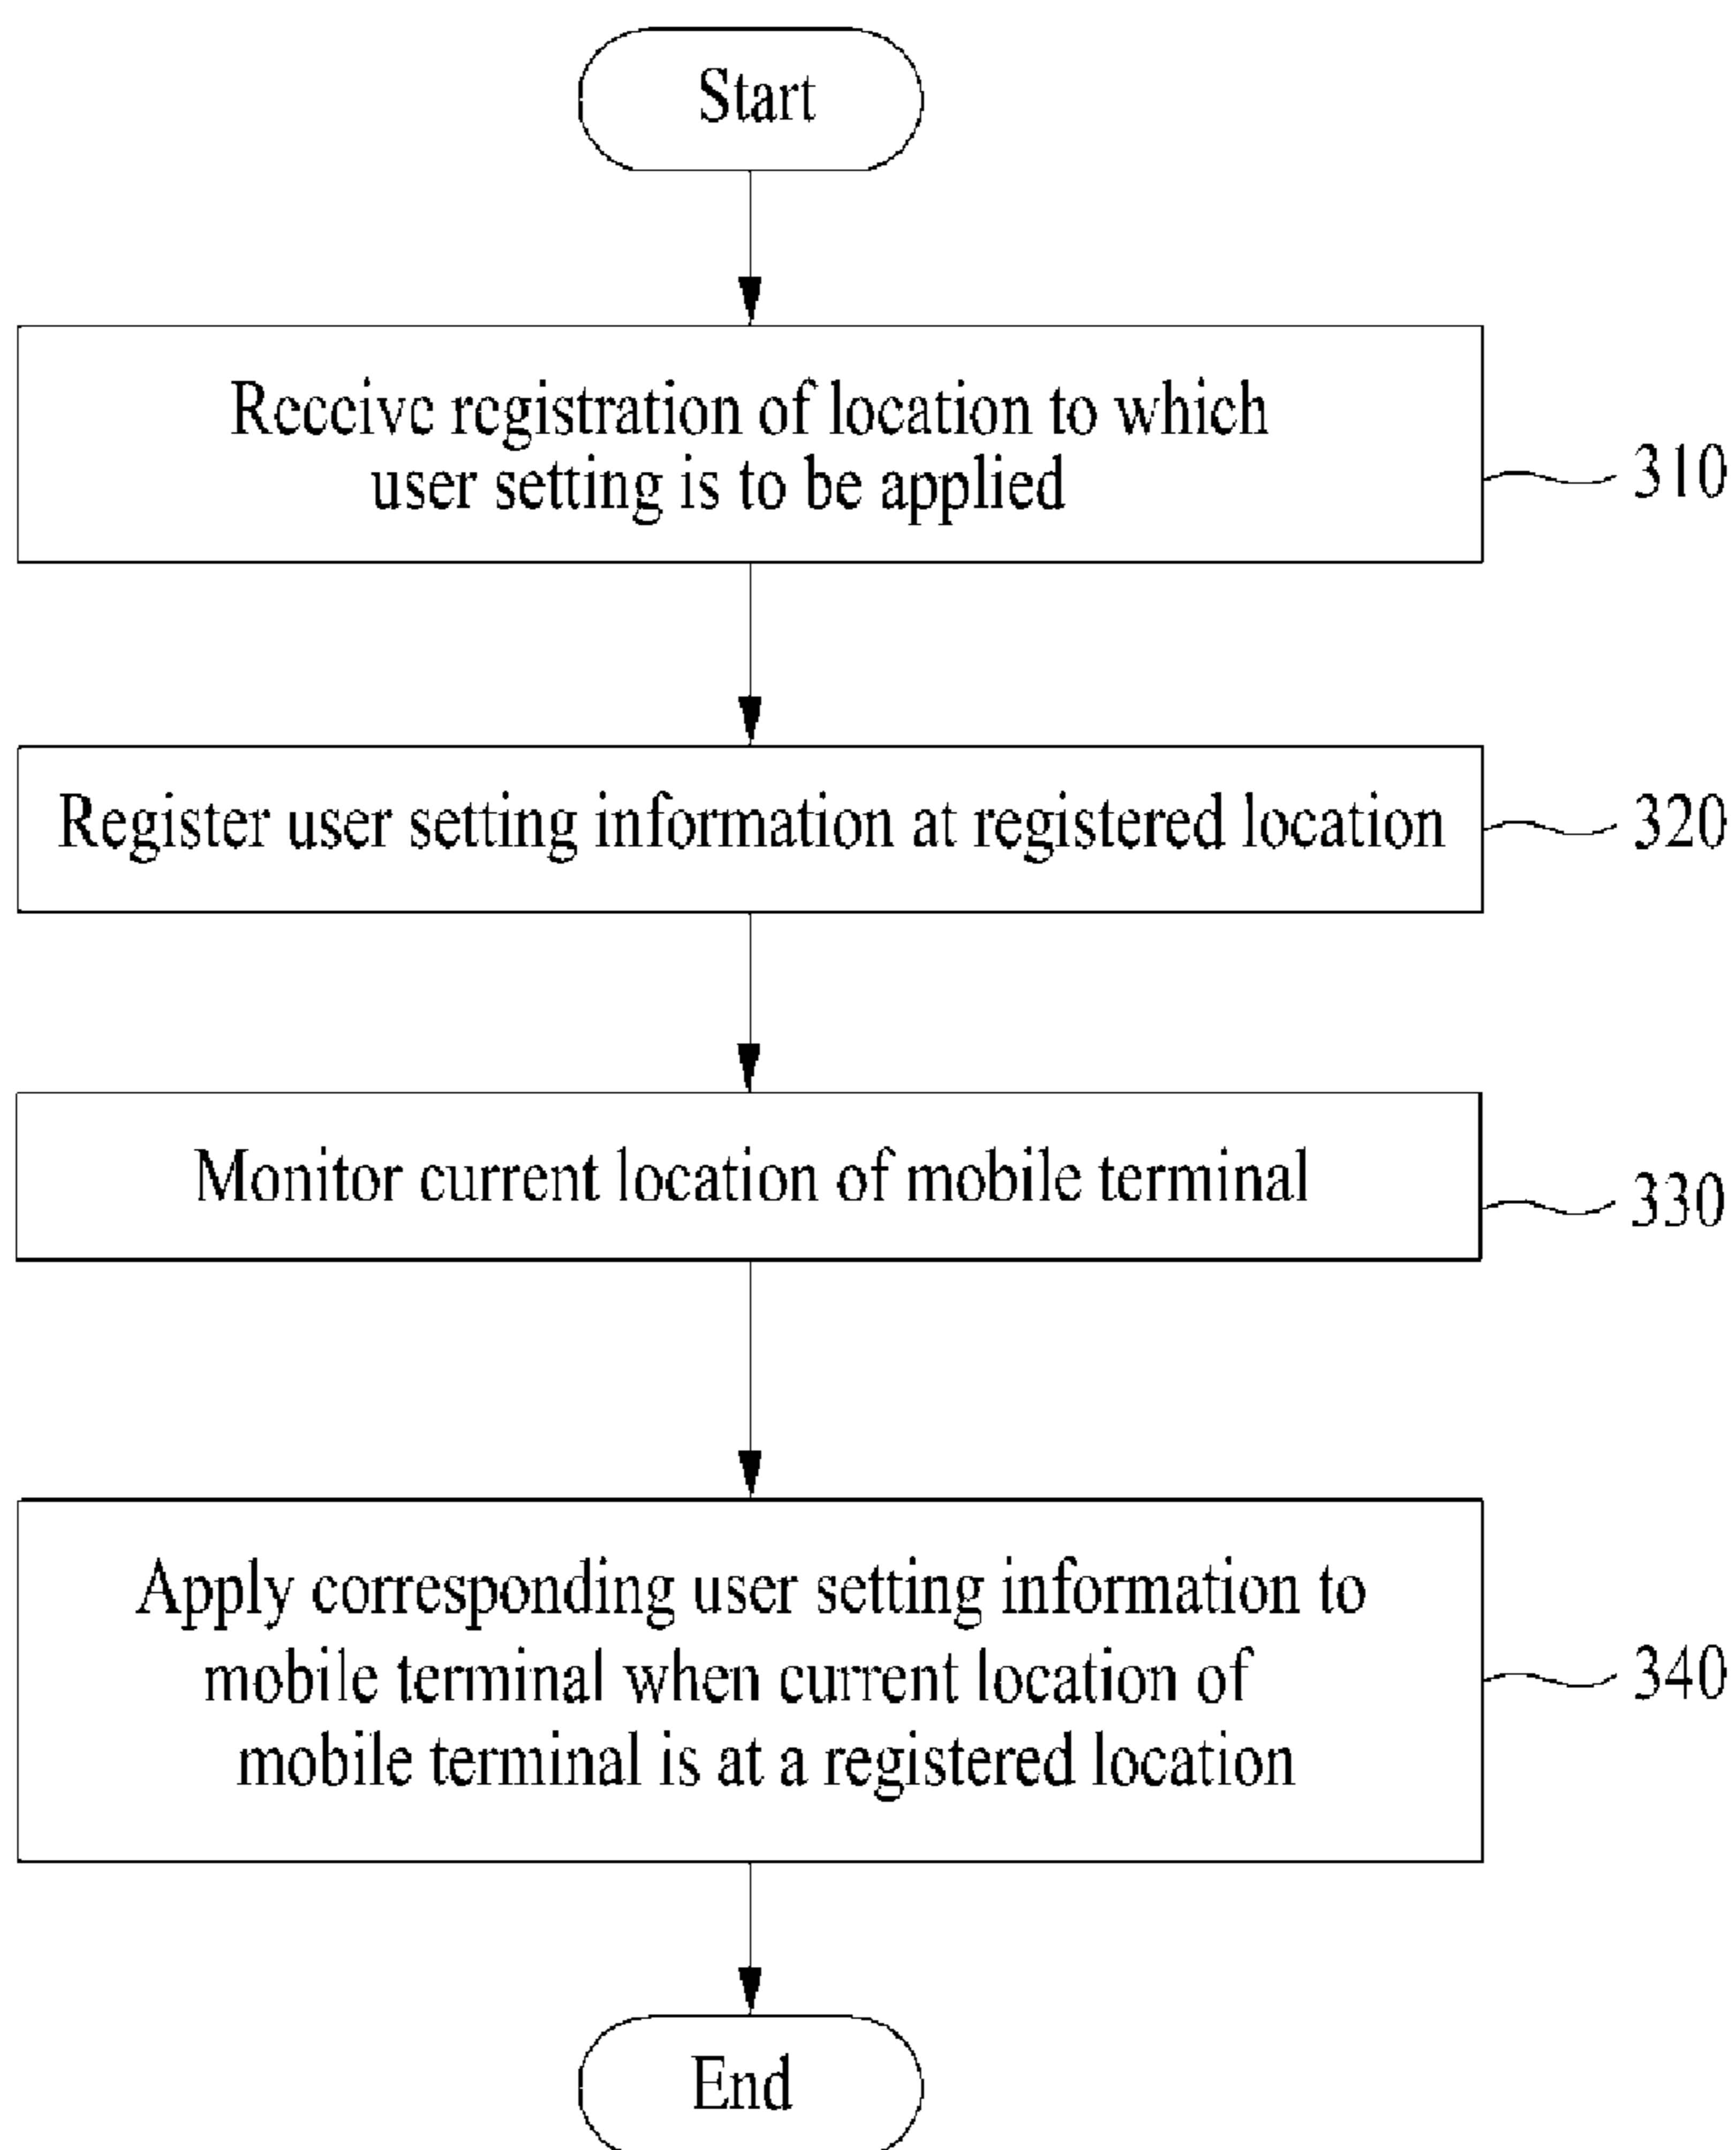 Start
Receive registration of location to which
user setting is to be applied
310
Register user setting information at registered location
320
Monitor current location of mobile terminal
330
Apply corresponding user setting information to
mobile terminal when current location of
mobile terminal is at a registered location
340
End